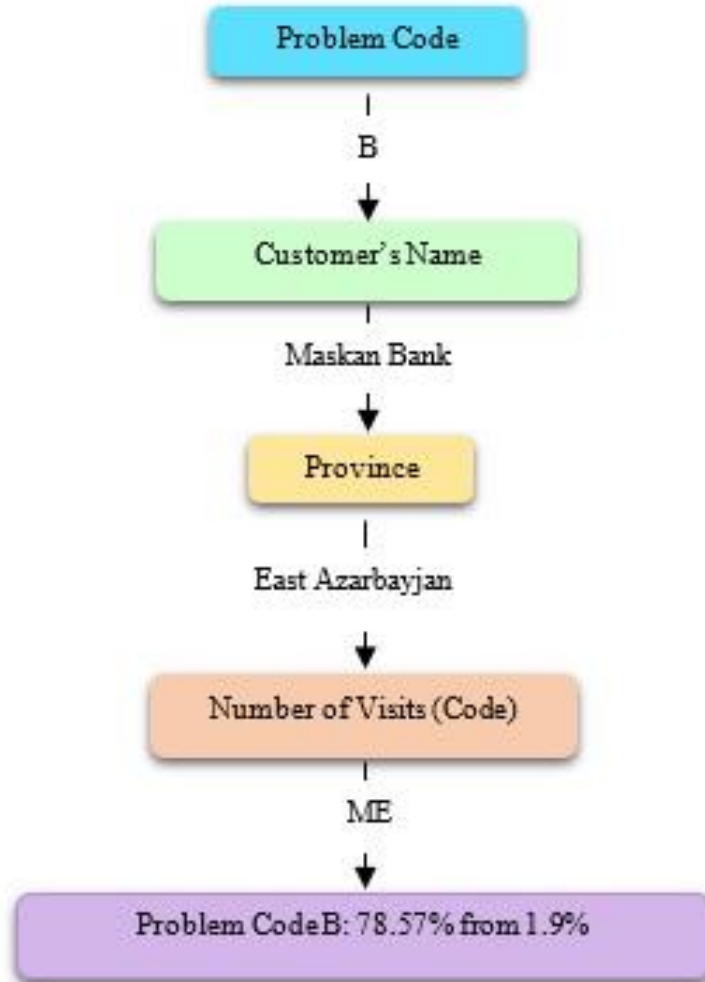 Problem Code
B
Customer's Name
Maskan Bank
Province
East Azarbayjan
Number of Visits (Code)
ME
Problem Code B: 78.57% from 1.9%